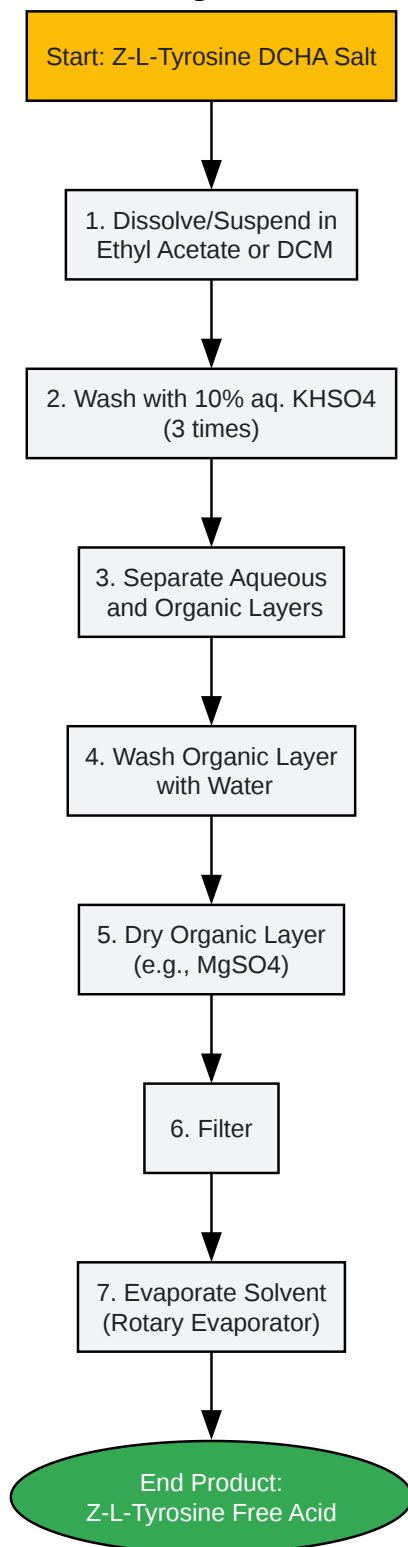 Start: Z-L-Tyrosine DCHA Salt
1. Dissolve/Suspend in
Ethyl Acetate or DCM
2. Wash with 10% aq. KHSO4
(3 times)
3. Separate Aqueous
and Organic Layers
4. Wash Organic Layer
with Water
5. Dry Organic Layer
(e.g., MgSO4)
6. Filter
7. Evaporate Solvent
(Rotary Evaporator)
End Product:
Z-L-Tyrosine Free Acid